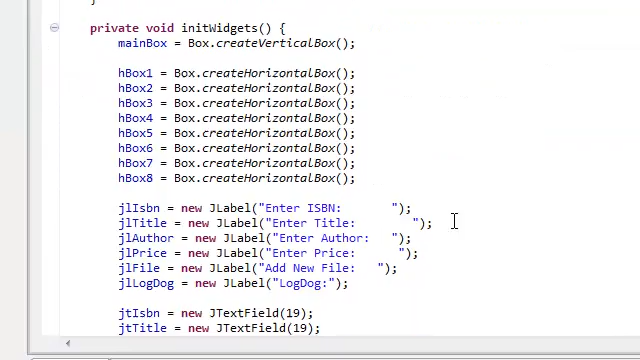 }
private void initWidgets() {
mainBox = Box.createVerticalBox();
hBox1 = Box.createHorizontalBox();
hBox2 = Box.createHorizontalBox();
hBox3 = Box.createHorizontalBox();
hBox4 = Box.createHorizontalBox();
hBox5 = Box.createHorizontalBox();
hBox6 = Box.createHorizontalBox();
hBox7 = Box.createHorizontalBox();
hBox8 = Box.createHorizontalBox();
jlIsbn = new JLabel("Enter ISBN:       ");
jlTitle = new JLabel("Enter Title:        ");
jlAuthor = new JLabel("Enter Author:   ");
jlPrice = new JLabel("Enter Price:      ");
jlFile = new JLabel("Add New File:   ");
jlLogDog = new JLabel("LogDog:");
jtIsbn = new JTextField(19);
jtTitle = new JTextField(19);